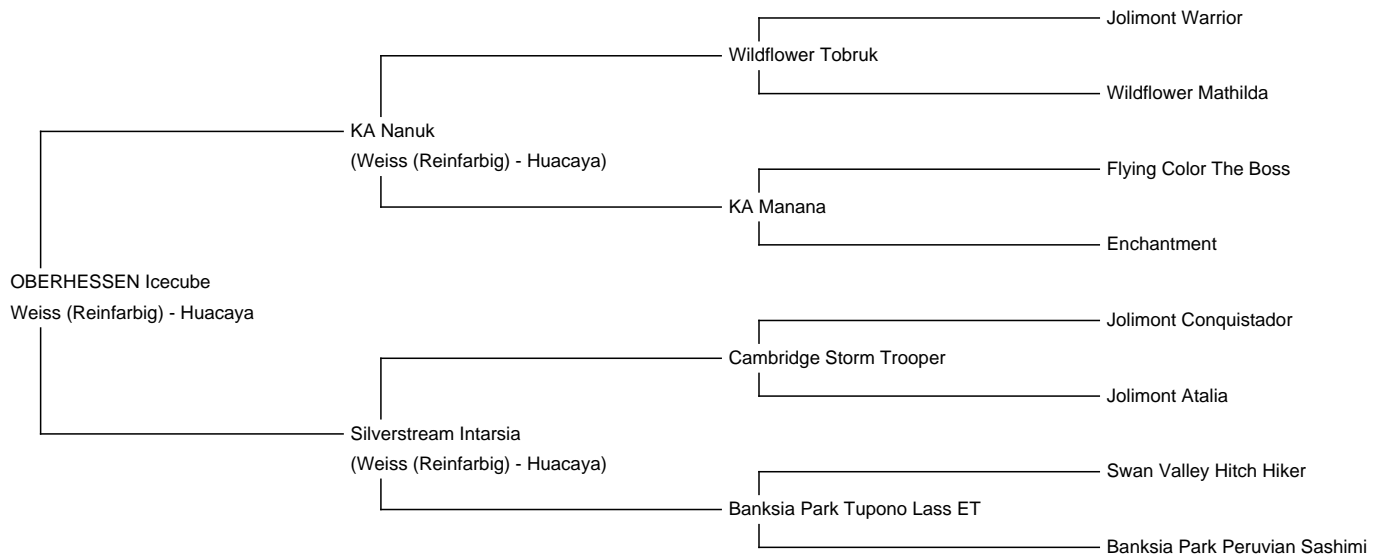 Jolimont Warrior
Wildflower Tobruk
Wildflower Mathilda
KA Nanuk
(Weiss (Reinfarbig) - Huacaya)
Flying Color The Boss
KA Manana
Enchantment
OBERHESSEN Icecube
Weiss (Reinfarbig) - Huacaya
Jolimont Conquistador
Cambridge Storm Trooper
Jolimont Atalia
Silverstream Intarsia
(Weiss (Reinfarbig) - Huacaya)
Swan Valley Hitch Hiker
Banksia Park Tupono Lass ET
Banksia Park Peruvian Sashimi